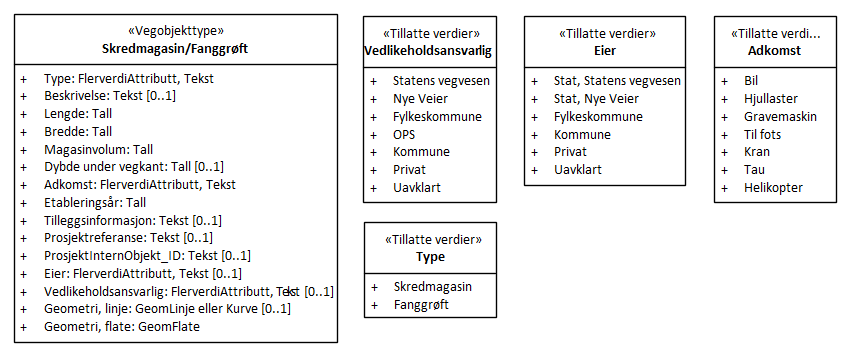 «Vegobjekttype»
Skredmagasin/Fanggrøft
+ Type: FlerverdiAttributt, Tekst
+ Beskrivelse: Tekst [0..1]
+ Lengde: Tall
+ Bredde: Tall
+ Magasinvolum: Tall
+ Dybde under vegkant: Tall [0..1]
+ Adkomst: FlerverdiAttributt, Tekst
+ Etableringsår: Tall
+ Tilleggsinformasjon: Tekst [0..1]
+ Prosjektreferanse: Tekst [0..1]
+ ProsjektInternObjekt_ID: Tekst [0..1]
+ Eier: FlerverdiAttributt, Tekst [0..1]
+ Vedlikeholdsansvarlig: FlerverdiAttributt, Tekst [0..1]
+ Geometri, linje: GeomLinje eller Kurve [0..1]
+ Geometri, flate: GeomFlate
«Tillatte verdier»
Vedlikeholdsansvarlig
+ Statens vegvesen
+ Nye Veier
+ Fylkeskommune
+ OPS
+ Kommune
+ Privat
+ Uavklart
«Tillatte verdier»
Eier
+ Stat, Statens vegvesen
+ Stat, Nye Veier
+ Fylkeskommune
+ Kommune
+ Privat
+ Uavklart
«Tillatte verdi...
Adkomst
+ Bil
+ Hjullaster
+ Gravemaskin
+ Til fots
+ Kran
+ Tau
+ Helikopter
«Tillatte verdier»
Type
+ Skredmagasin
+ Fanggrøft